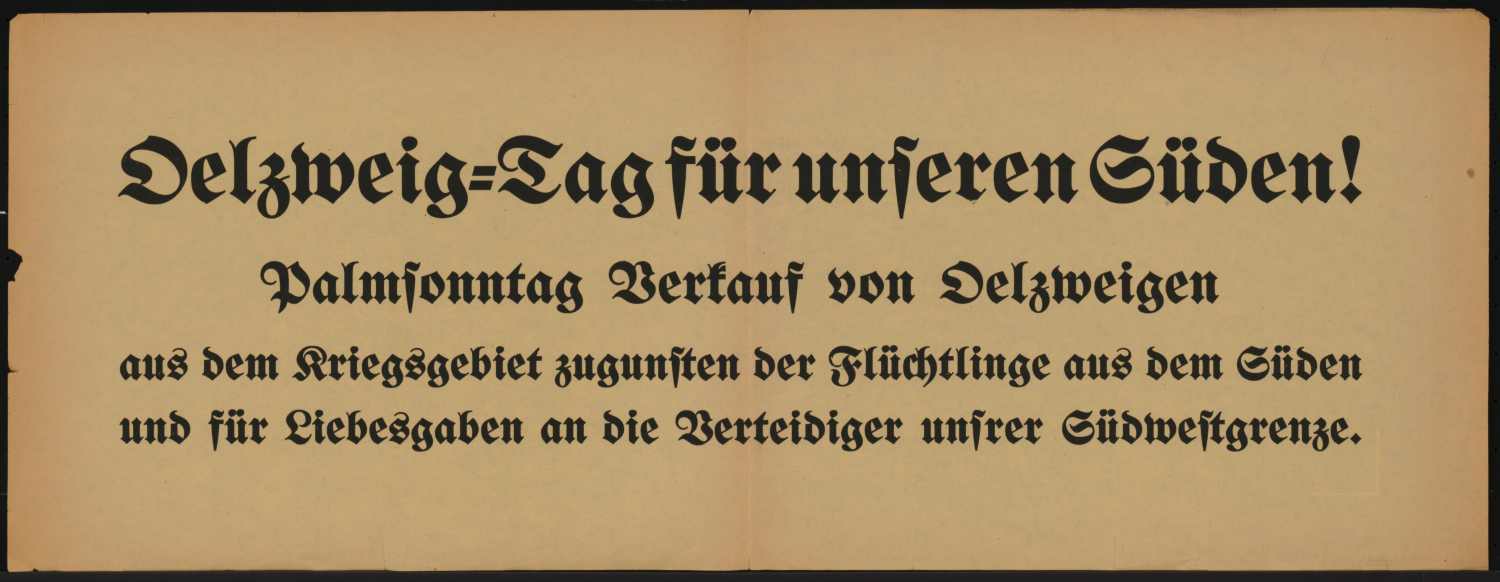 Oelzweig=Tag für unſeren Süden!
Palmſonntag Verkauf von Oelzweigen
aus dem Kriegsgebiet zugunſten der Flüchtlinge aus dem Süden
und für Liebesgaben an die Verteidiger unſrer Südweſtgrenze.